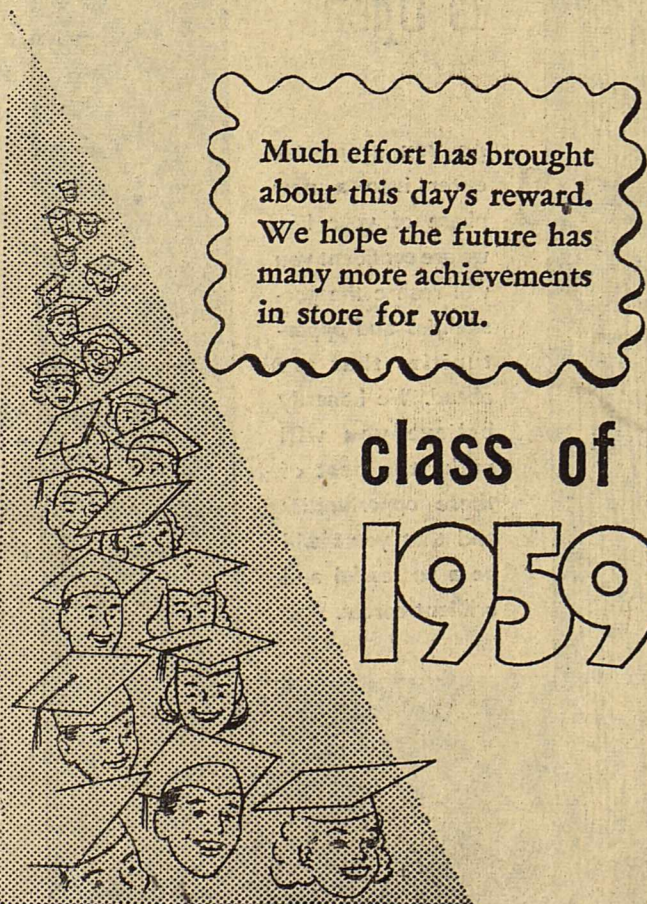 Much effort has brought
about this day's reward.
We hope the future has
many more achievements
in store for you.
class of
1959